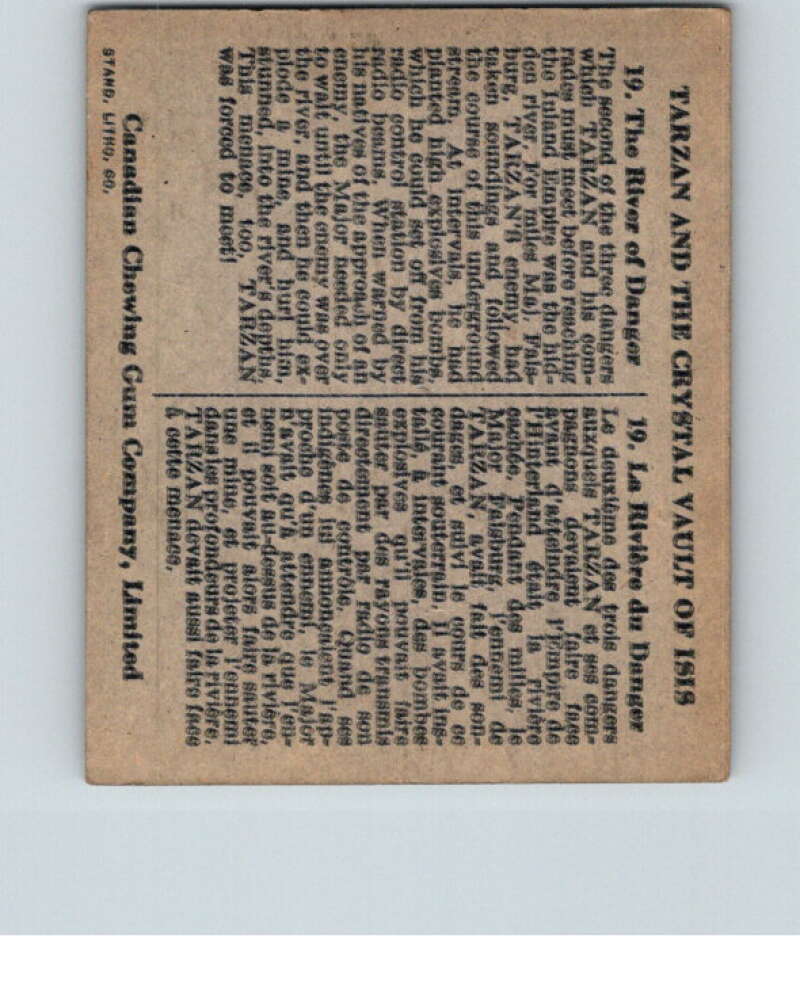 TARZAN AND THE CRYSTAL VAULT OF ISIS
19. The River of Danger
The second of the three dangers
which TARZAN and his com-
rades must meet before reaching
the Inland Empire was the hid-
den river. For miles Maj. Fals-
burg, TARZAN'S enemy, had
taken soundings and followed
the course of this underground
stream. At intervals, he had
planted high explosives bombs,
which he could set off from his
radio control station by direct
radio beams. When warned by
his natives of the approach of an
enemy, the Major needed only
to wait until the enemy was over
the river, and then he could ex-
plode a mine, and hurl him,
stunned, into the river's depths.
This menace, too, TARZAN
was forced to meet!
19. La Rivière du Danger
Le deuxième des trois dangers
auxquels TARZAN et ses com-
pagnons devaient faire face
avant d'atteindre l'Empire de
l'Hinterland était la rivière
cachée. Pendant des milles, le
Major Falsburg, l'ennemi de
TARZAN, avait fait des son-
dages, et suivi le cours de ce
courant souterrain. Il avait ins-
tallé, à intervales, des bombes
explosives qu'il pouvait faire
sauter par des rayons transmis
directement par radio de son
poste de contrôle. Quand ses
indigènes lui annonçaient l'ap-
proche d'un ennemi, le Major
n'avait qu'à attendre que l'en-
nemi soit au-dessus de la rivière,
et il pouvait alors faire sauter
une mine, et projeter l'ennemi
dans les profondeurs de la rivière.
TARZAN devait aussi faire face
à cette menace.
Canadian Chewing Gum Company, Limited
STAND. LITHO. CO.